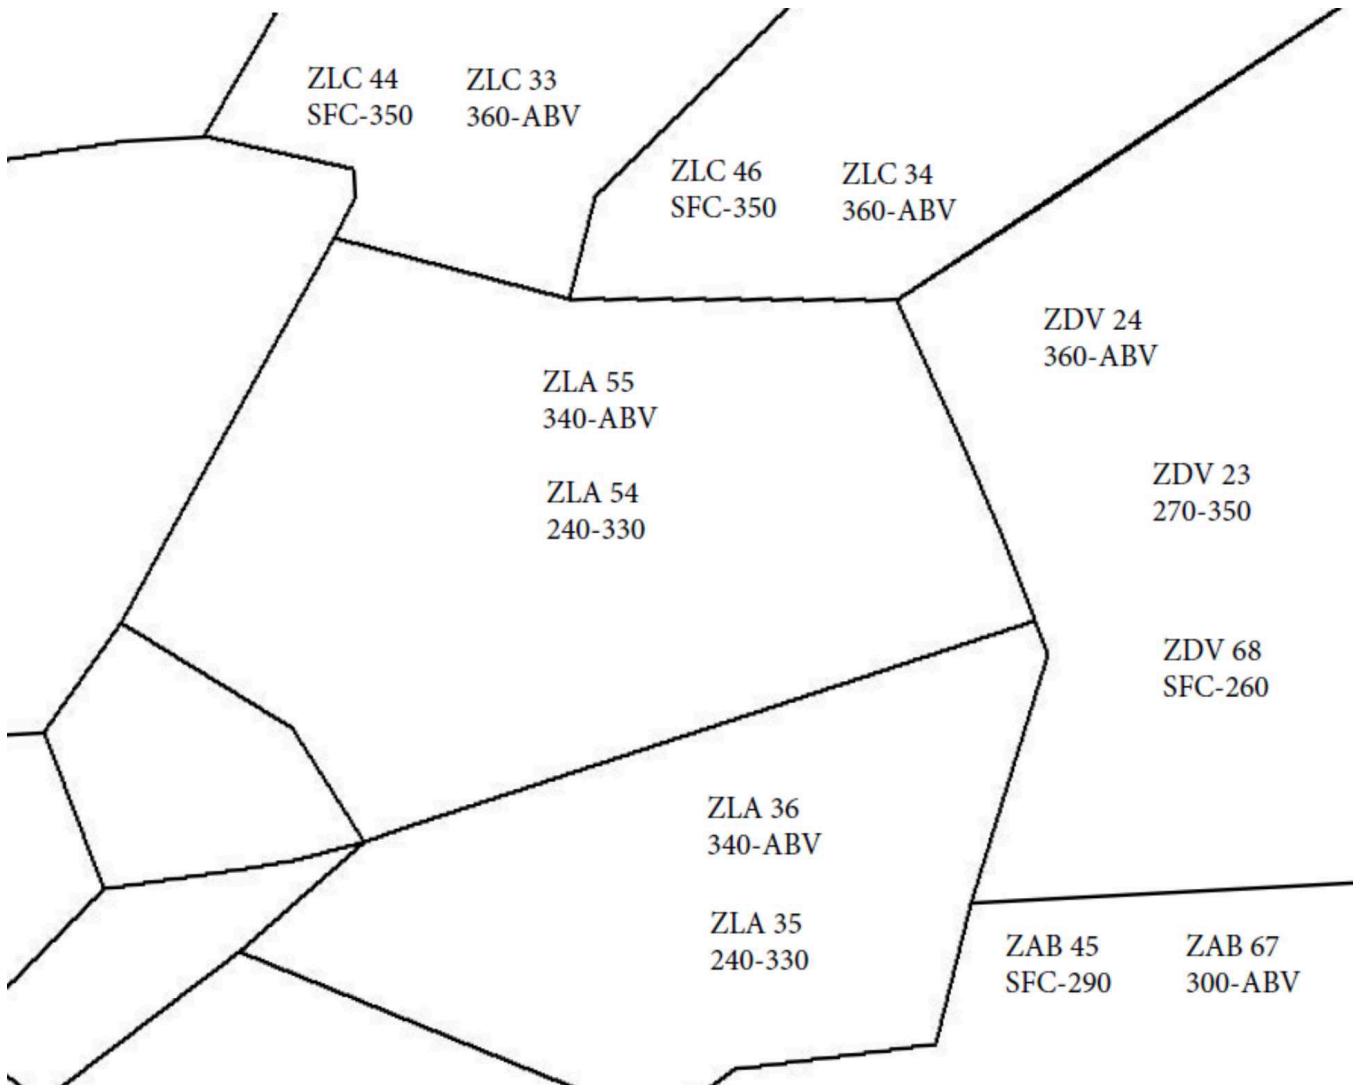 ZLC 44
SFC-350
ZLC 33
360-ABV
ZLC 46
SFC-350
ZLC 34
360-ABV
ZDV 24
360-ABV
ZLA 55
340-ABV
ZDV 23
270-350
ZLA 54
240-330
ZDV 68
SFC-260
ZLA 36
340-ABV
ZLA 35
240-330
ZAB 45
SFC-290
ZAB 67
300-ABV